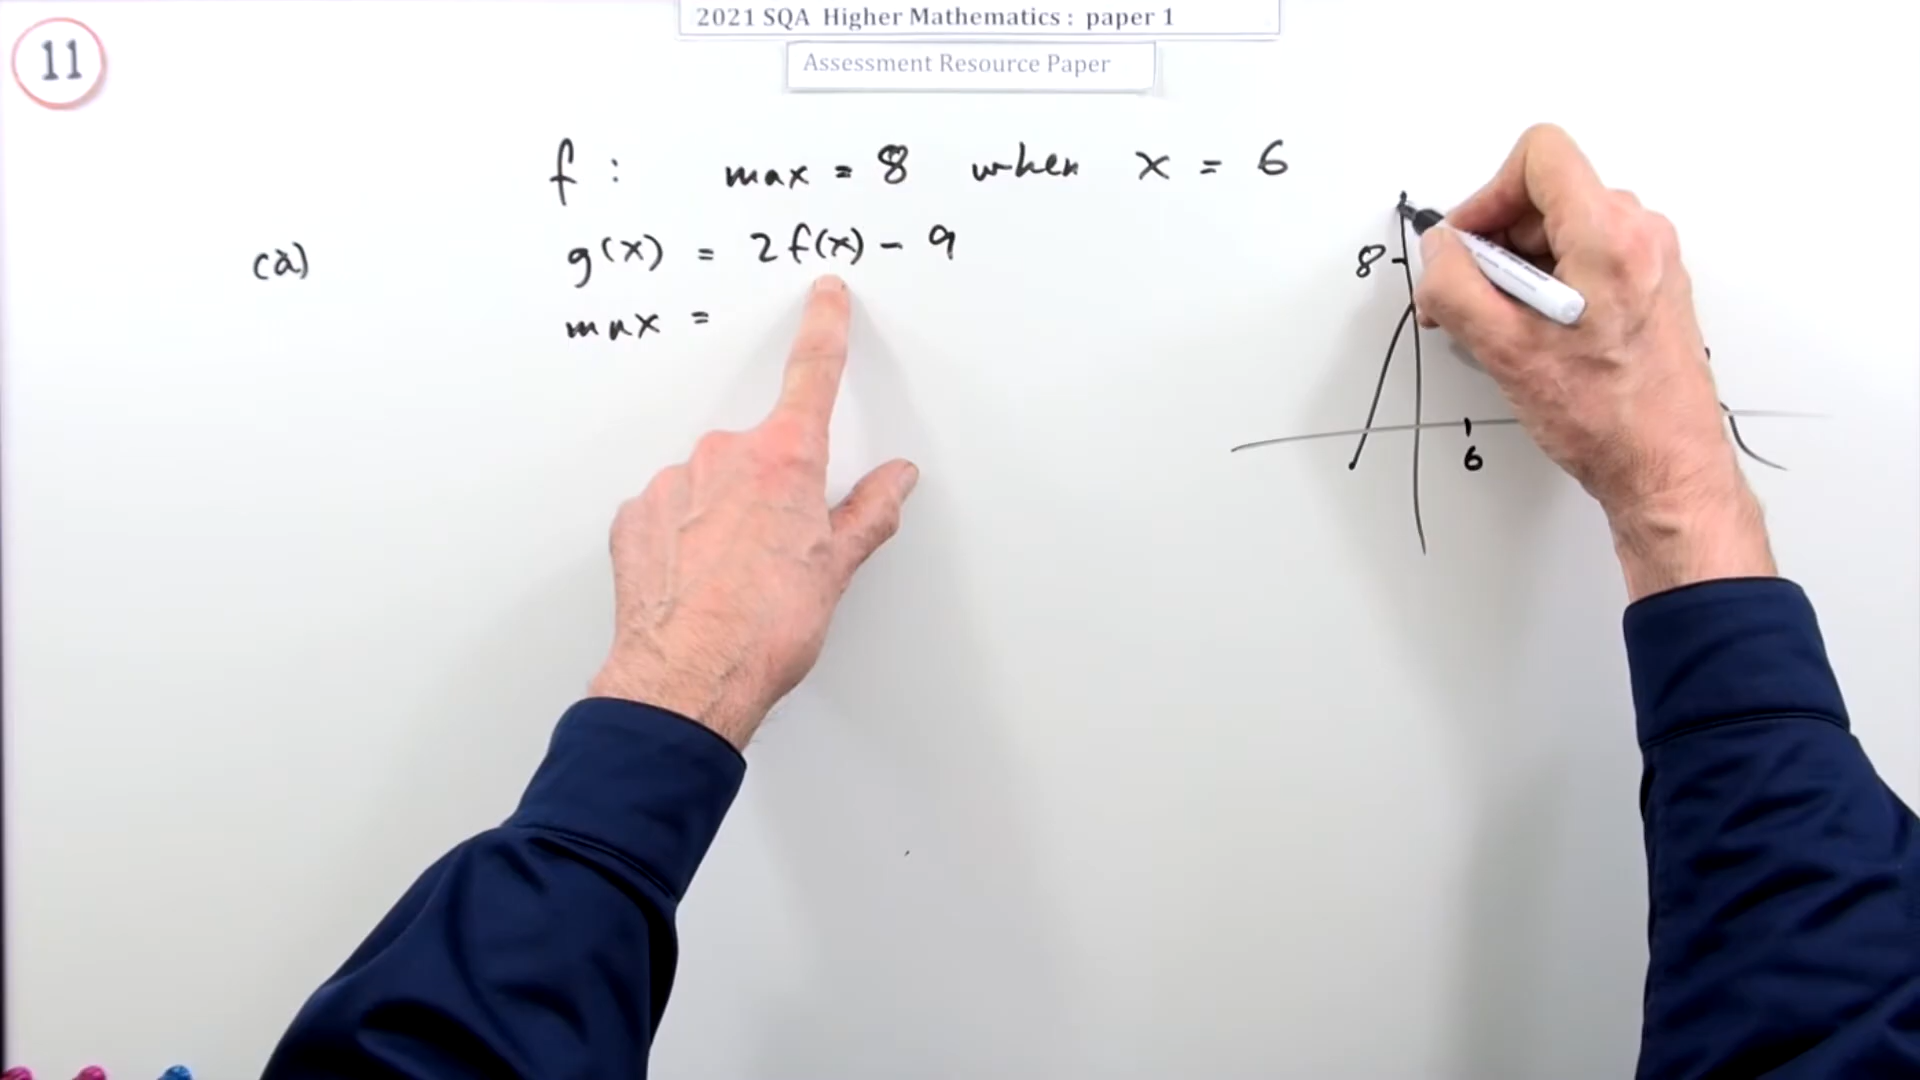 2021 SQA Higher Mathematics : paper 1
Assessment Resource Paper
11
f : max = 8 when x = 6
(a) g(x) = 2f(x) - 9
max =
8
6